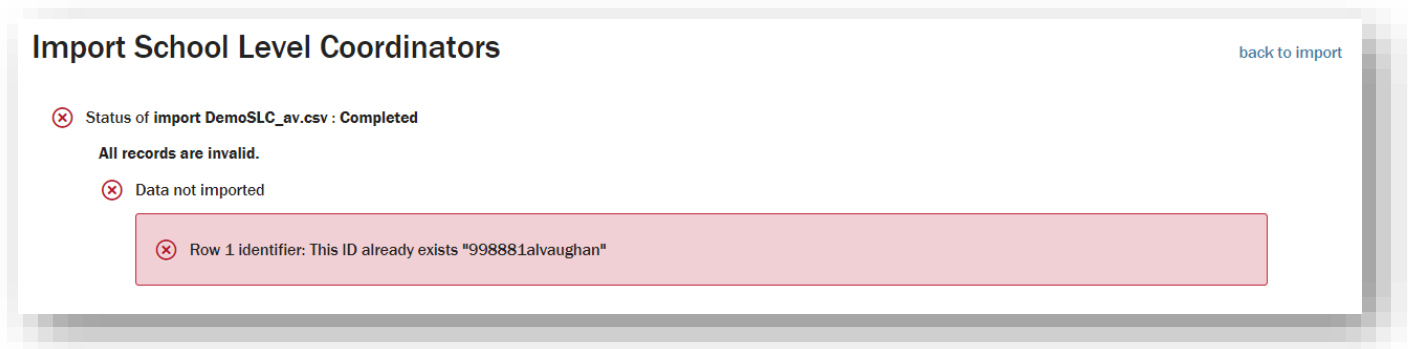 Import School Level Coordinators
back to import
Status of import DemoSLC_av.csv : Completed
All records are invalid.
Data not imported
Row 1 identifier: This ID already exists "998881alvaughan"